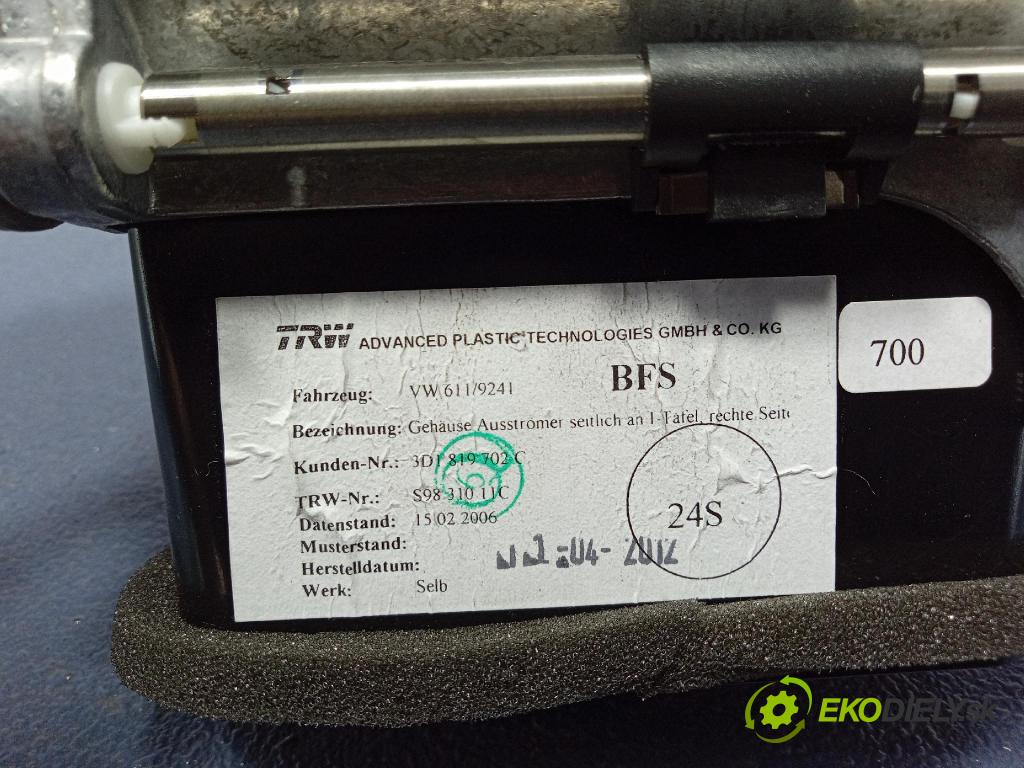 TRW ADVANCED PLASTIC TECHNOLOGIES GMBH & CO. KG
700
BFS
Fahrzeug: VW 611/9241
Bezeichnung: Gehäuse Ausströmer seitlich an I-Tafel, rechte Seite
Kunden-Nr.: 3D1 819 702 C
TRW-Nr.: S98 310 11C
24S
Datenstand: 15 02 2006
Musterstand:
Herstelldatum: -04- 2012
Werk: Selb
EKODIELY.sk